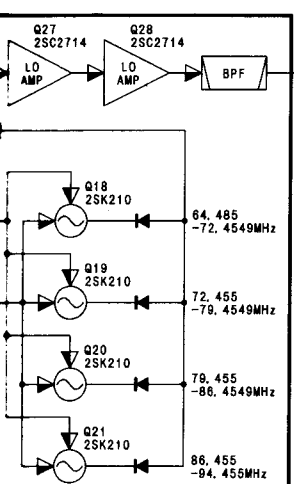 Q27
2SC2714
Q28
2SC2714
LO
AMP
LO
AMP
BPF
Q18
2SK210
64.485
-72.4549MHz
Q19
2SK210
72.455
-79.4549MHz
Q20
2SK210
79.455
-86.4549MHz
Q21
2SK210
86.455
-94.455MHz